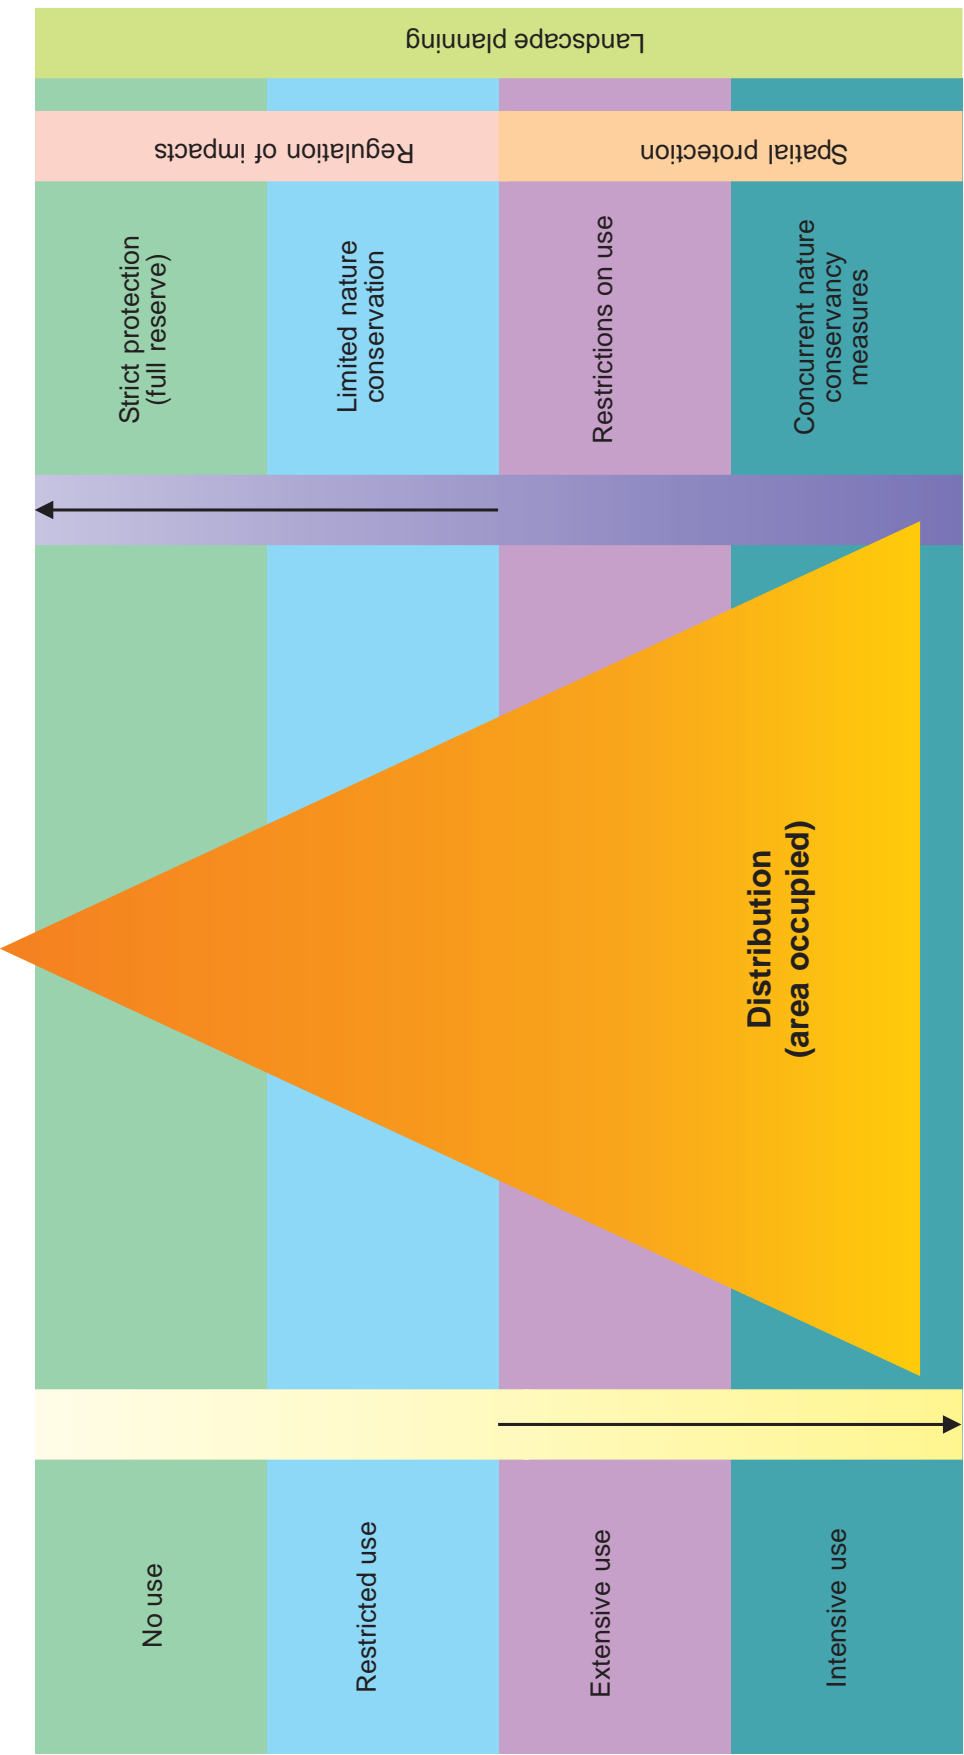 Landscape planning
Regulation of impacts
Spatial protection
Strict protection
(full reserve)
Limited nature
conservation
Restrictions on use
Concurrent nature
conservancy
measures
Distribution
(area occupied)
No use
Restricted use
Extensive use
Intensive use